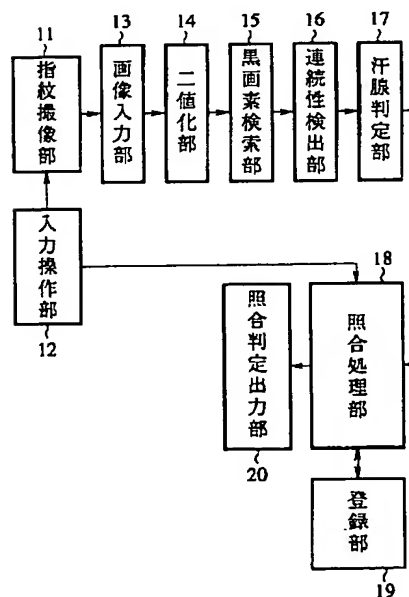 11
指紋撮像部
13
画像入力部
14
二値化部
15
黒画素検索部
16
連続性検出部
17
汗腺判定部
入力操作部
12
18
照合処理部
照合判定出力部
20
登録部
19